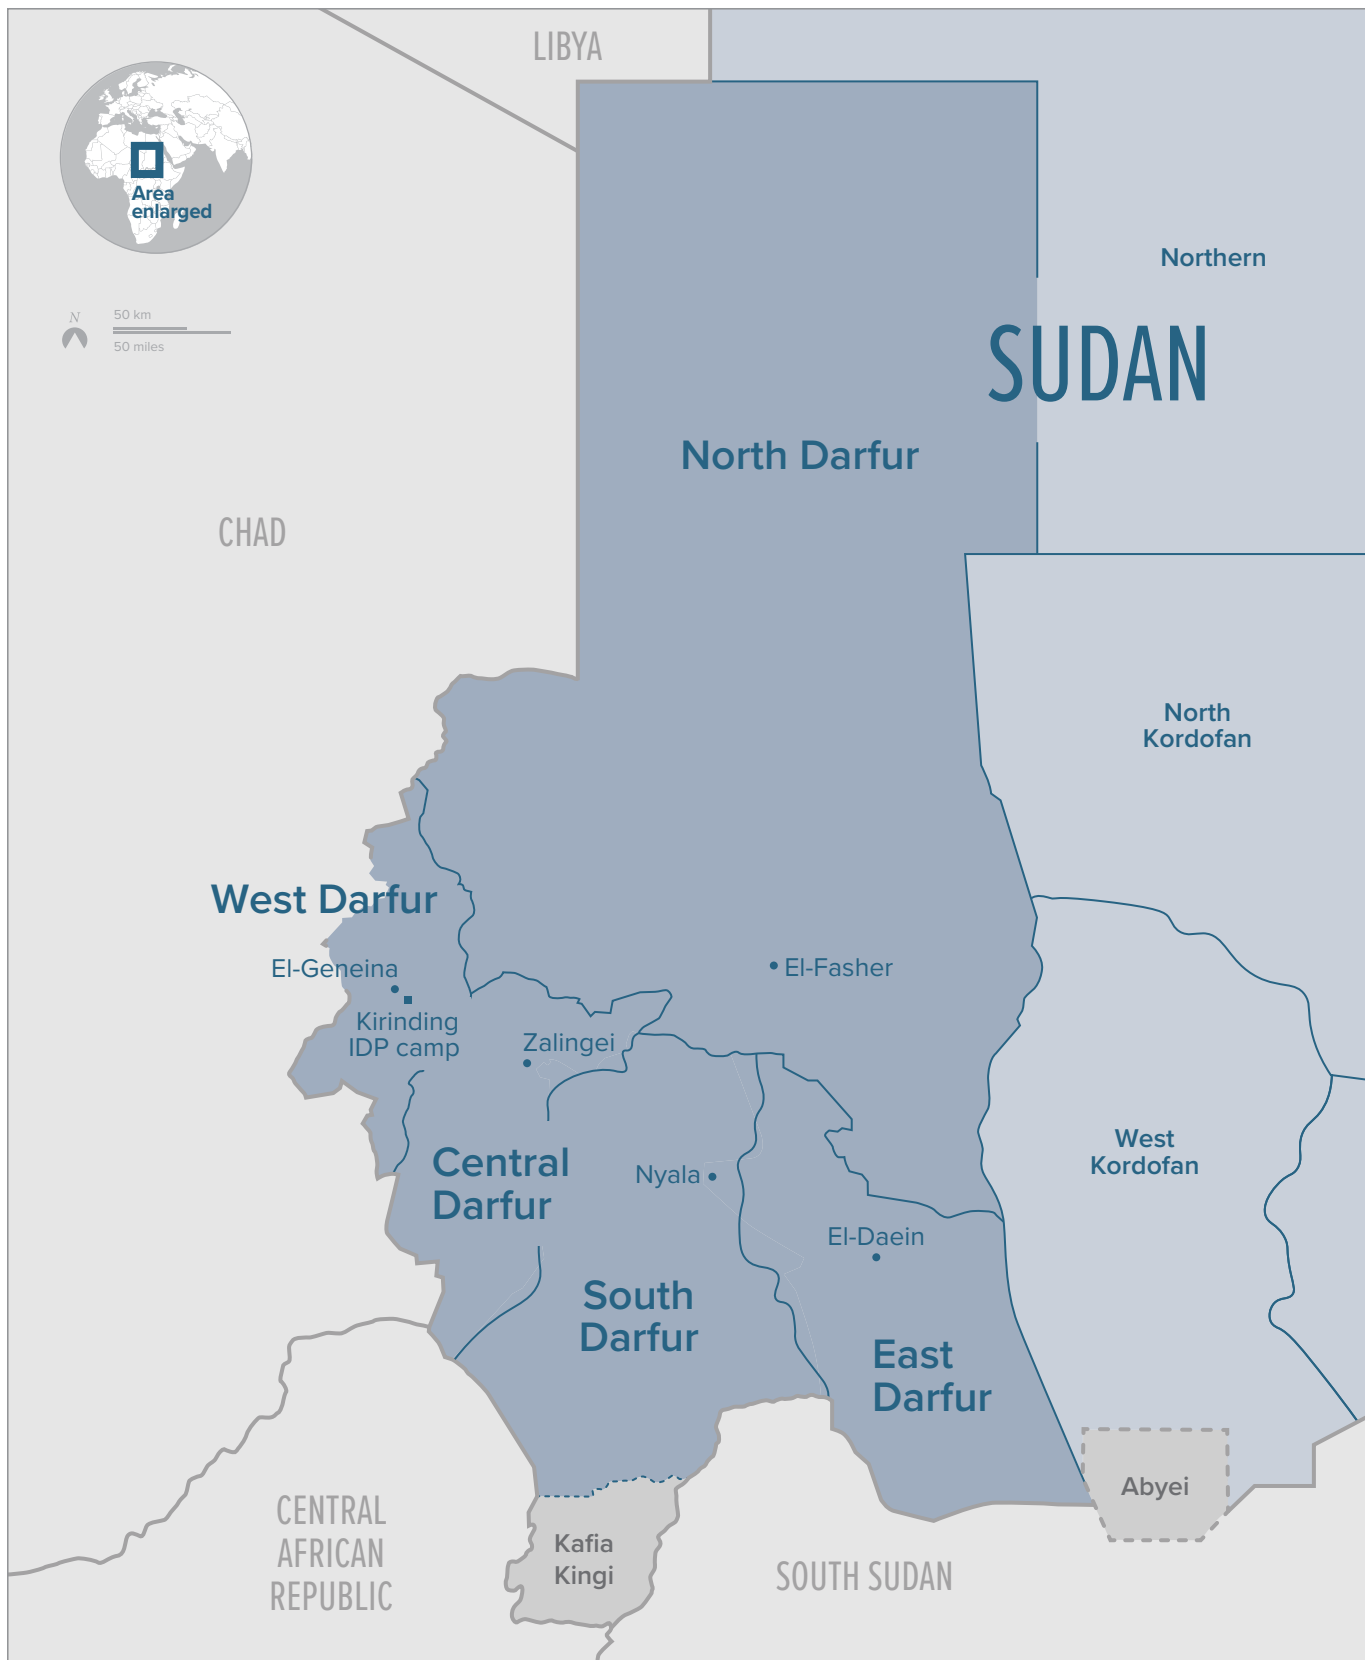 LIBYA
Area
enlarged
Northern
N
50 km
50 miles
SUDAN
North Darfur
CHAD
North
Kordofan
West Darfur
El-Geneina
El-Fasher
Kirinding
IDP camp
Zalingei
West
Kordofan
Central
Darfur
Nyala
El-Daein
South
Darfur
East
Darfur
Abyei
CENTRAL
AFRICAN
REPUBLIC
Kafia
Kingi
SOUTH SUDAN